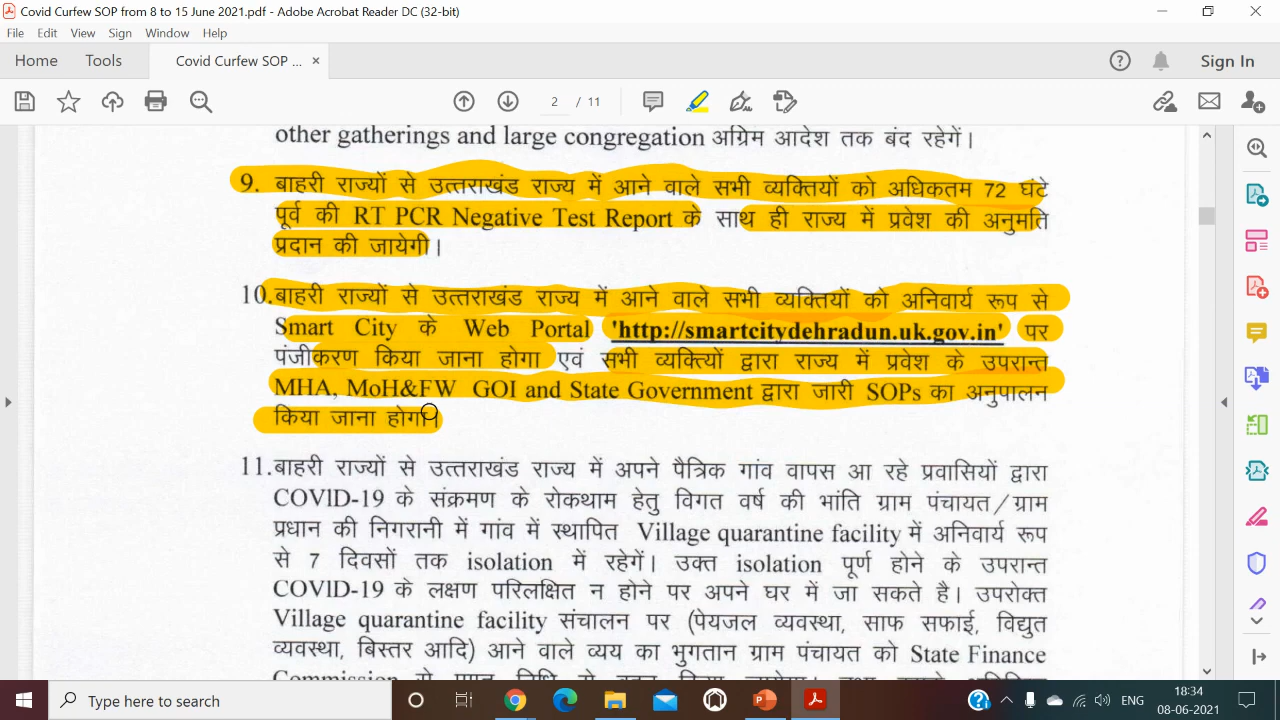 Covid Curfew SOP from 8 to 15 June 2021.pdf - Adobe Acrobat Reader DC (32-bit)
File Edit View Sign Window Help
Home Tools Covid Curfew SOP ... × Sign In
2 / 11
other gatherings and large congregation अग्रिम आदेश तक बंद रहेगें।
9. बाहरी राज्यों से उत्तराखंड राज्य में आने वाले सभी व्यक्तियों को अधिकतम 72 घंटे
पूर्व की RT PCR Negative Test Report के साथ ही राज्य में प्रवेश की अनुमति
प्रदान की जायेगी।
10. बाहरी राज्यों से उत्तराखंड राज्य में आने वाले सभी व्यक्तियों को अनिवार्य रूप से
Smart City के Web Portal 'http://smartcitydehradun.uk.gov.in' पर
पंजीकरण किया जाना होगा एवं सभी व्यक्तियों द्वारा राज्य में प्रवेश के उपरान्त
MHA, MoH&FW GOI and State Government द्वारा जारी SOPs का अनुपालन
किया जाना होगा।
11. बाहरी राज्यों से उत्तराखंड राज्य में अपने पैत्रिक गांव वापस आ रहे प्रवासियों द्वारा
COVID-19 के संक्रमण के रोकथाम हेतु विगत वर्ष की भांति ग्राम पंचायत/ग्राम
प्रधान की निगरानी में गांव में स्थापित Village quarantine facility में अनिवार्य रूप
से 7 दिवसों तक isolation में रहेगें। उक्त isolation पूर्ण होने के उपरान्त
COVID-19 के लक्षण परिलक्षित न होने पर अपने घर में जा सकते है। उपरोक्त
Village quarantine facility संचालन पर (पेयजल व्यवस्था, साफ सफाई, विद्युत
व्यवस्था, बिस्तर आदि) आने वाले व्यय का भुगतान ग्राम पंचायत को State Finance
Type here to search
ENG
18:34
08-06-2021